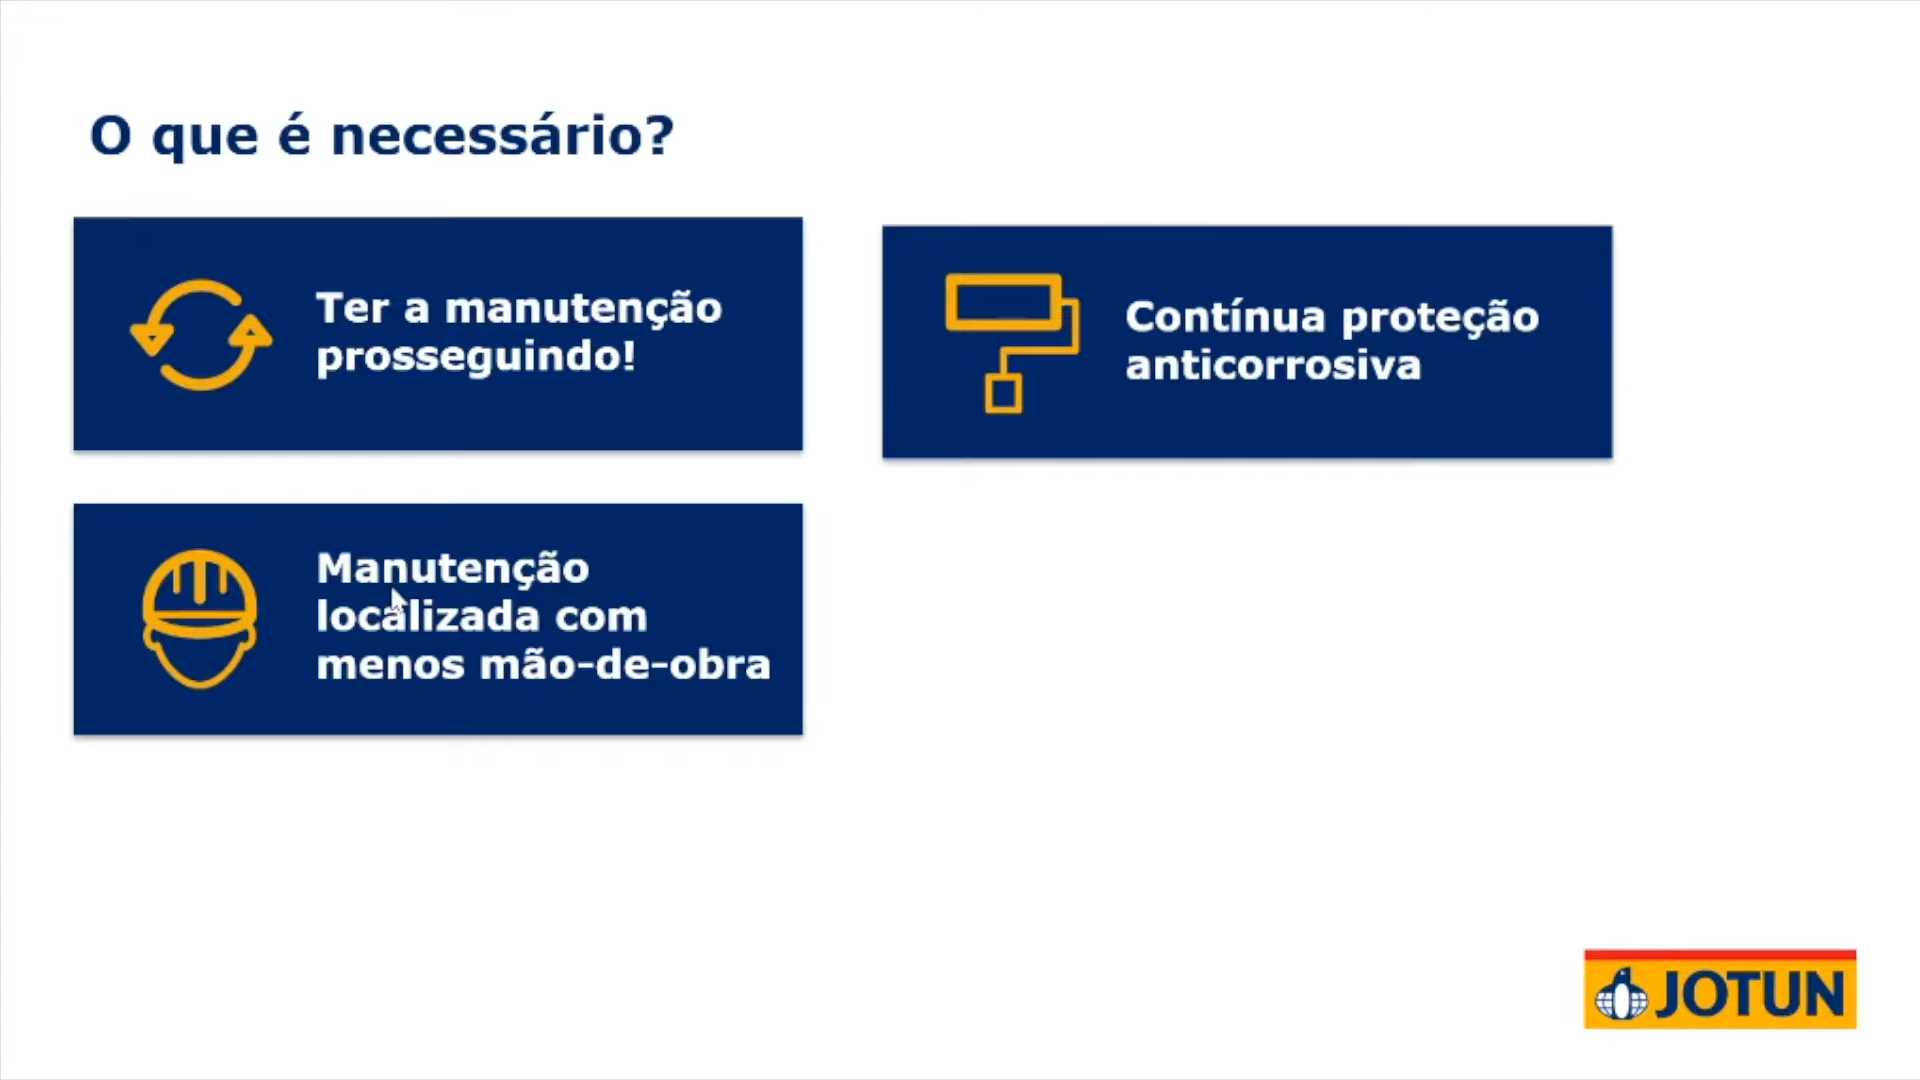 O que é necessário?
Ter a manutenção
prosseguindo!
Contínua proteção
anticorrosiva
Manutenção
localizada com
menos mão-de-obra
JOTUN